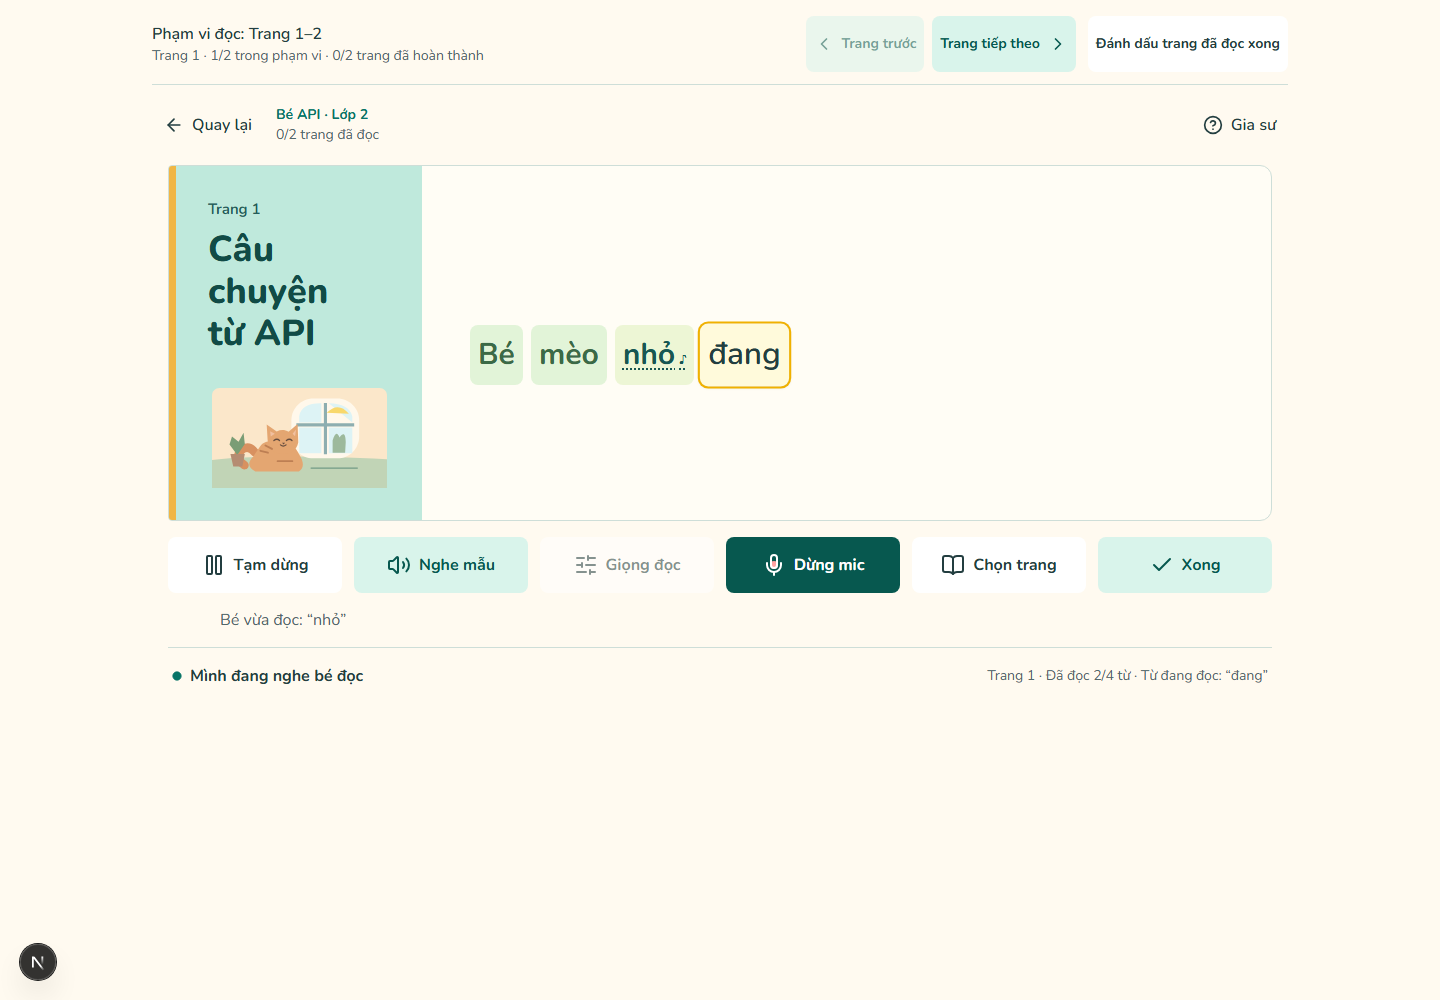 Phạm vi đọc: Trang 1–2
Trang 1 · 1/2 trong phạm vi · 0/2 trang đã hoàn thành
Trang trước
Trang tiếp theo
Đánh dấu trang đã đọc xong
Quay lại
Bé API · Lớp 2
0/2 trang đã đọc
Gia sư
Trang 1
Câu
chuyện
từ API
Bé mèo nhỏ ♪ đang
Tạm dừng
Nghe mẫu
Giọng đọc
Dừng mic
Chọn trang
Xong
Bé vừa đọc: “nhỏ”
Mình đang nghe bé đọc
Trang 1 · Đã đọc 2/4 từ · Từ đang đọc: “đang”
N